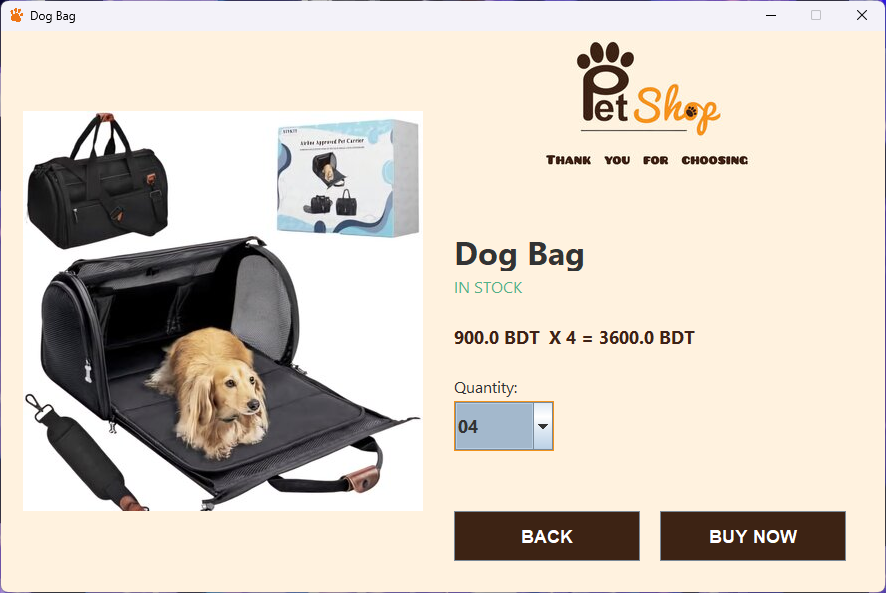 Dog Bag
Pet Shop
Thank you for choosing
Airline Approved Pet Carrier
Dog Bag
IN STOCK
900.0 BDT X 4 = 3600.0 BDT
Quantity:
04
BACK
BUY NOW